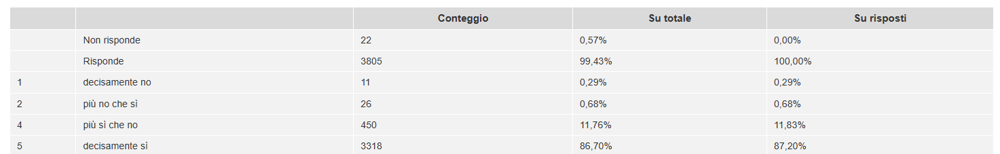 Conteggio Su totale Su risposti
Non risponde 22 0,57% 0,00%
Risponde 3805 99,43% 100,00%
1 decisamente no 11 0,29% 0,29%
2 più no che sì 26 0,68% 0,68%
4 più sì che no 450 11,76% 11,83%
5 decisamente sì 3318 86,70% 87,20%